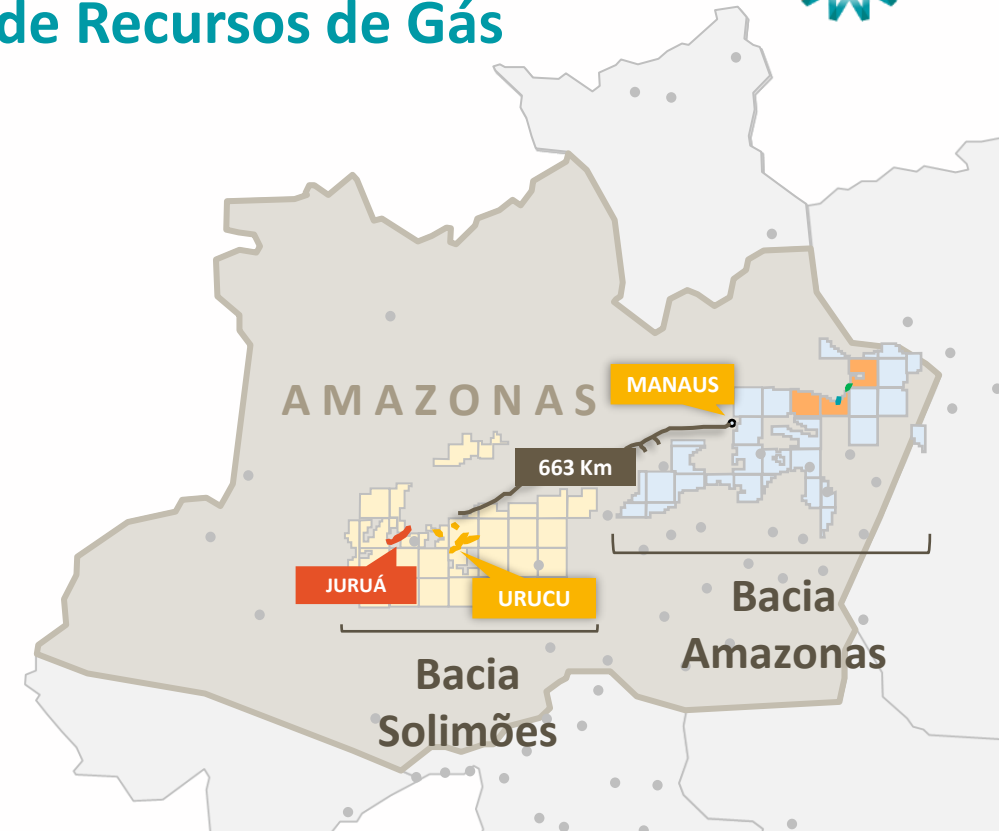 de Recursos de Gás
AMAZONAS
MANAUS
663 Km
JURUÁ
URUCU
Bacia
Amazonas
Bacia
Solimões